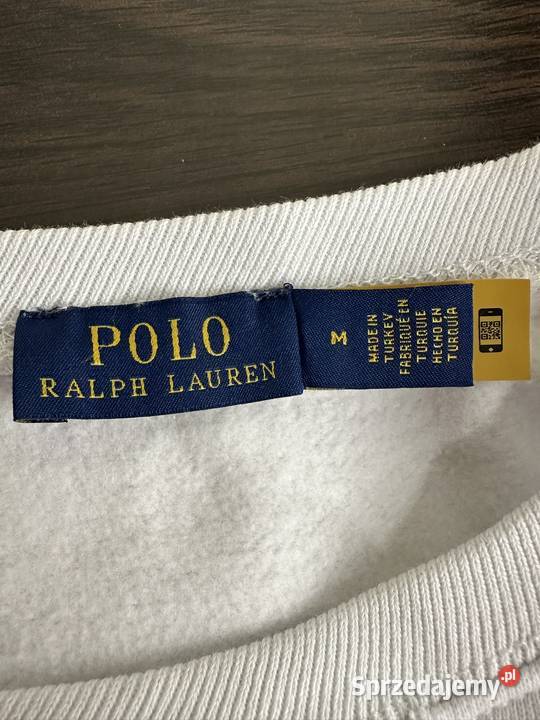 POLO
RALPH LAUREN
M
MADE IN
TURKEY
FABRIQUÉ EN
TURQUIE
HECHO EN
TURQUÍA
Sprzedajemy.pl